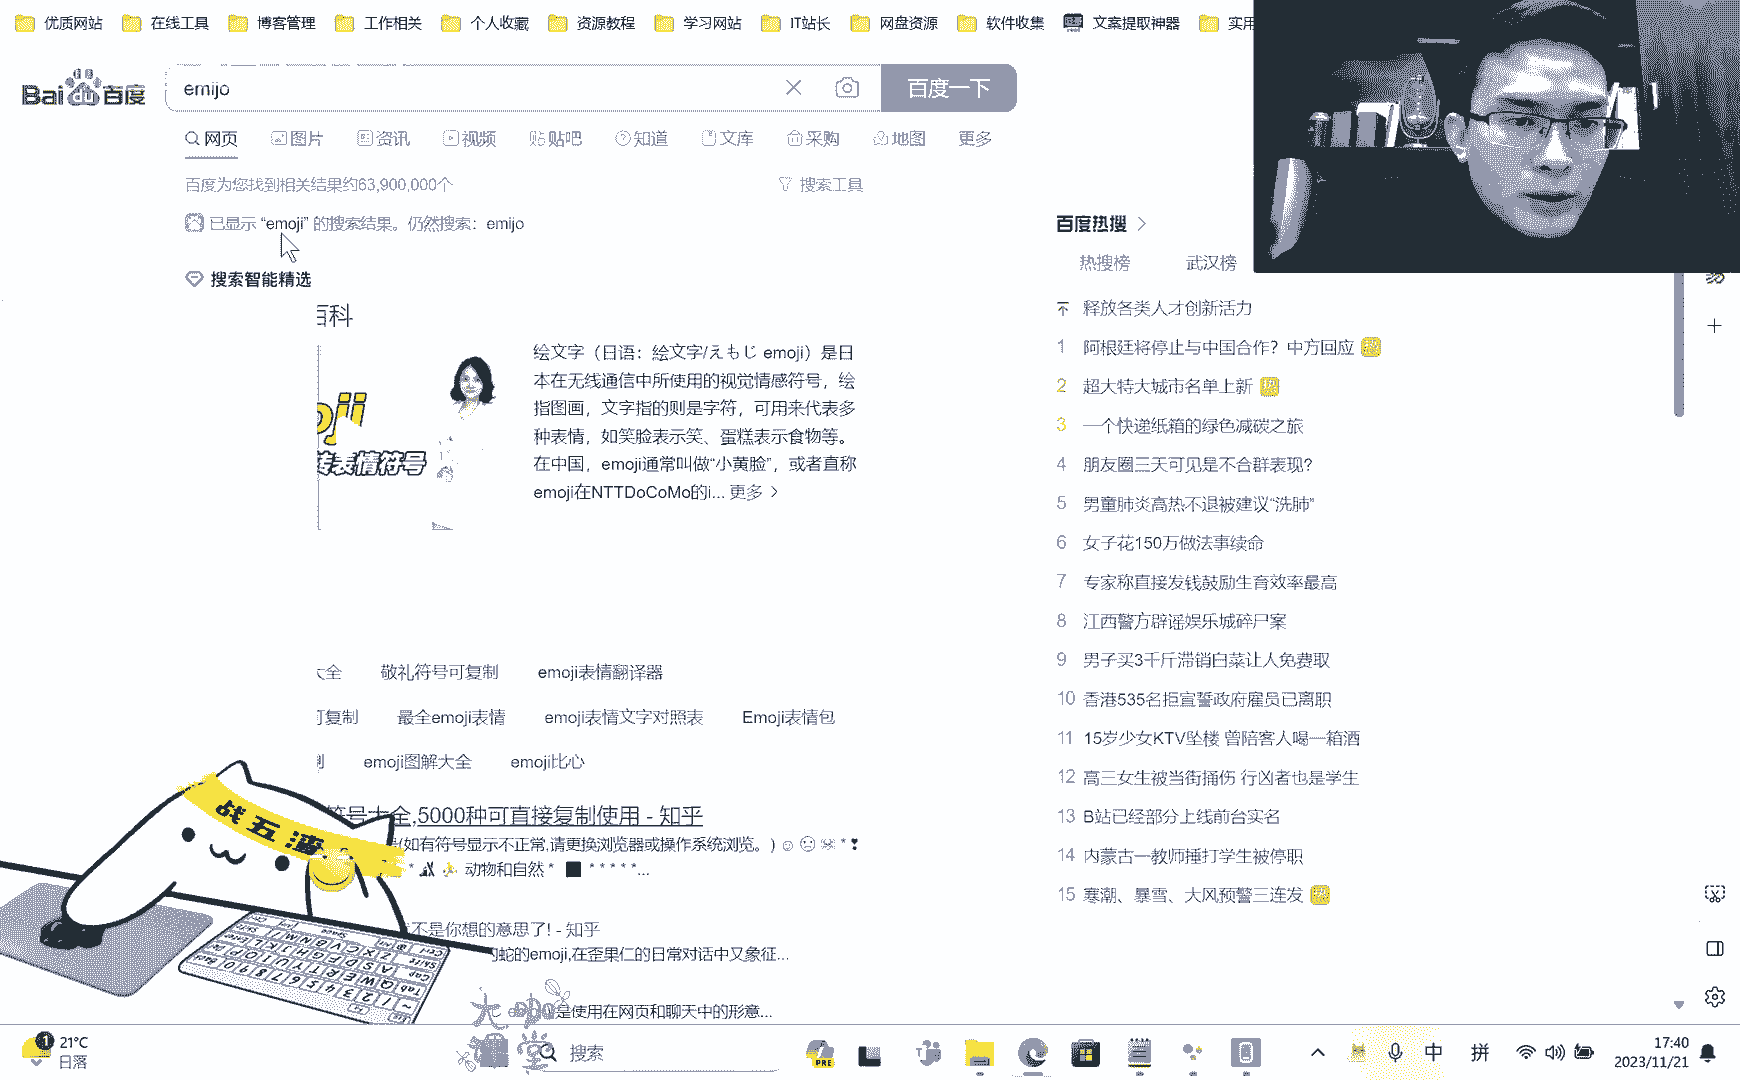 优质网站 在线工具 博客管理 工作相关 个人收藏 资源教程 学习网站 IT站长 网盘资源 软件收集 文案提取神器 实用
Bai du 百度 emijo 百度一下
网页 图片 资讯 视频 贴吧 知道 文库 采购 地图 更多
百度为您找到相关结果约63,900,000个 搜索工具
已显示 “emoji” 的搜索结果。仍然搜索：emijo
搜索智能精选
百科
绘文字（日语：绘文字/えもじ emoji）是日
本在无线通信中所使用的视觉情感符号，绘
指图画，文字指的则是字符，可用来代表多
种表情，如笑脸表示笑、蛋糕表示食物等。
在中国，emoji通常叫做“小黄脸”，或者直称
emoji在NTTDoCoMo的i... 更多
oji
表情符号
大全 敬礼符号可复制 emoji表情翻译器
可复制 最全emoji表情 emoji表情文字对照表 Emoji表情包
emoji图解大全 emoji比心
符号大全,5000种可直接复制使用 - 知乎
(如有符号显示不正常,请更换浏览器或操作系统浏览。) ☺ ☹ ☠ * ❣
* 动物和自然 * ■ * * * * *...
不是你想的意思了! - 知乎
的蛇的emoji,在歪果仁的日常对话中又象征...
是使用在网页和聊天中的形意...
百度热搜
热搜榜 武汉榜
释放各类人才创新活力
1 阿根廷将停止与中国合作？中方回应 热
2 超大特大城市名单上新 热
3 一个快递纸箱的绿色减碳之旅
4 朋友圈三天可见是不合群表现?
5 男童肺炎高热不退被建议“洗肺”
6 女子花150万做法事续命
7 专家称直接发钱鼓励生育效率最高
8 江西警方辟谣娱乐城碎尸案
9 男子买3千斤滞销白菜让人免费取
10 香港535名拒宣誓政府雇员已离职
11 15岁少女KTV坠楼 曾陪客人喝一箱酒
12 高三女生被当街捅伤 行凶者也是学生
13 B站已经部分上线前台实名
14 内蒙古一教师捶打学生被停职
15 寒潮、暴雪、大风预警三连发
战五渣
1 21°C
日落
搜索
PRE
中 拼
17:40
2023/11/21